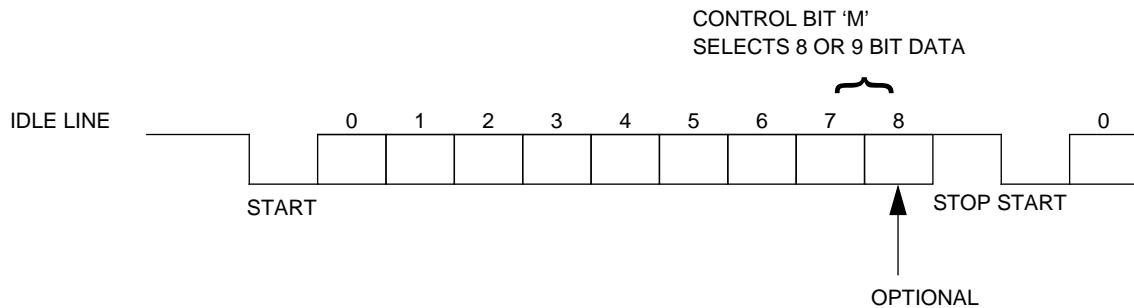 CONTROL BIT ‘M’
SELECTS 8 OR 9 BIT DATA
IDLE LINE 0 1 2 3 4 5 6 7 8 0
START STOP START
OPTIONAL